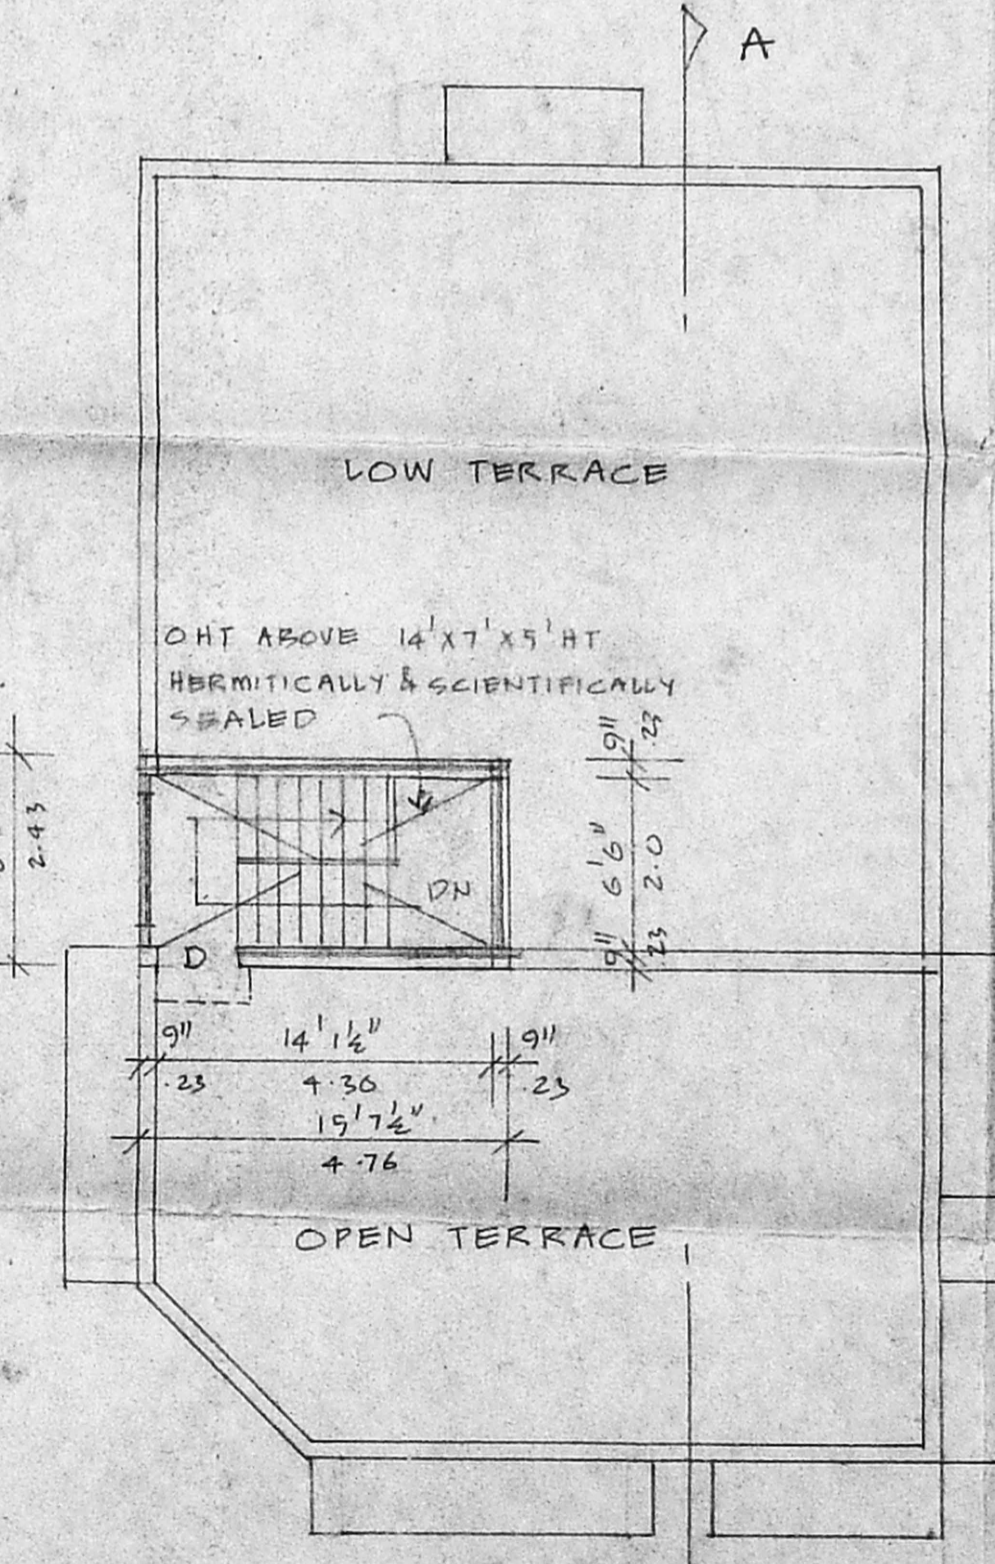 A
LOW TERRACE
OHT ABOVE 14'X7'X5'HT
HERMITICALLY & SCIENTIFICALLY
SEALED
9"
.23
6'6"
2.0
9"
.23
2.43
DN
D
9"
14' 1½"
9"
.23
4.30
.23
15'7½"
4.76
OPEN TERRACE